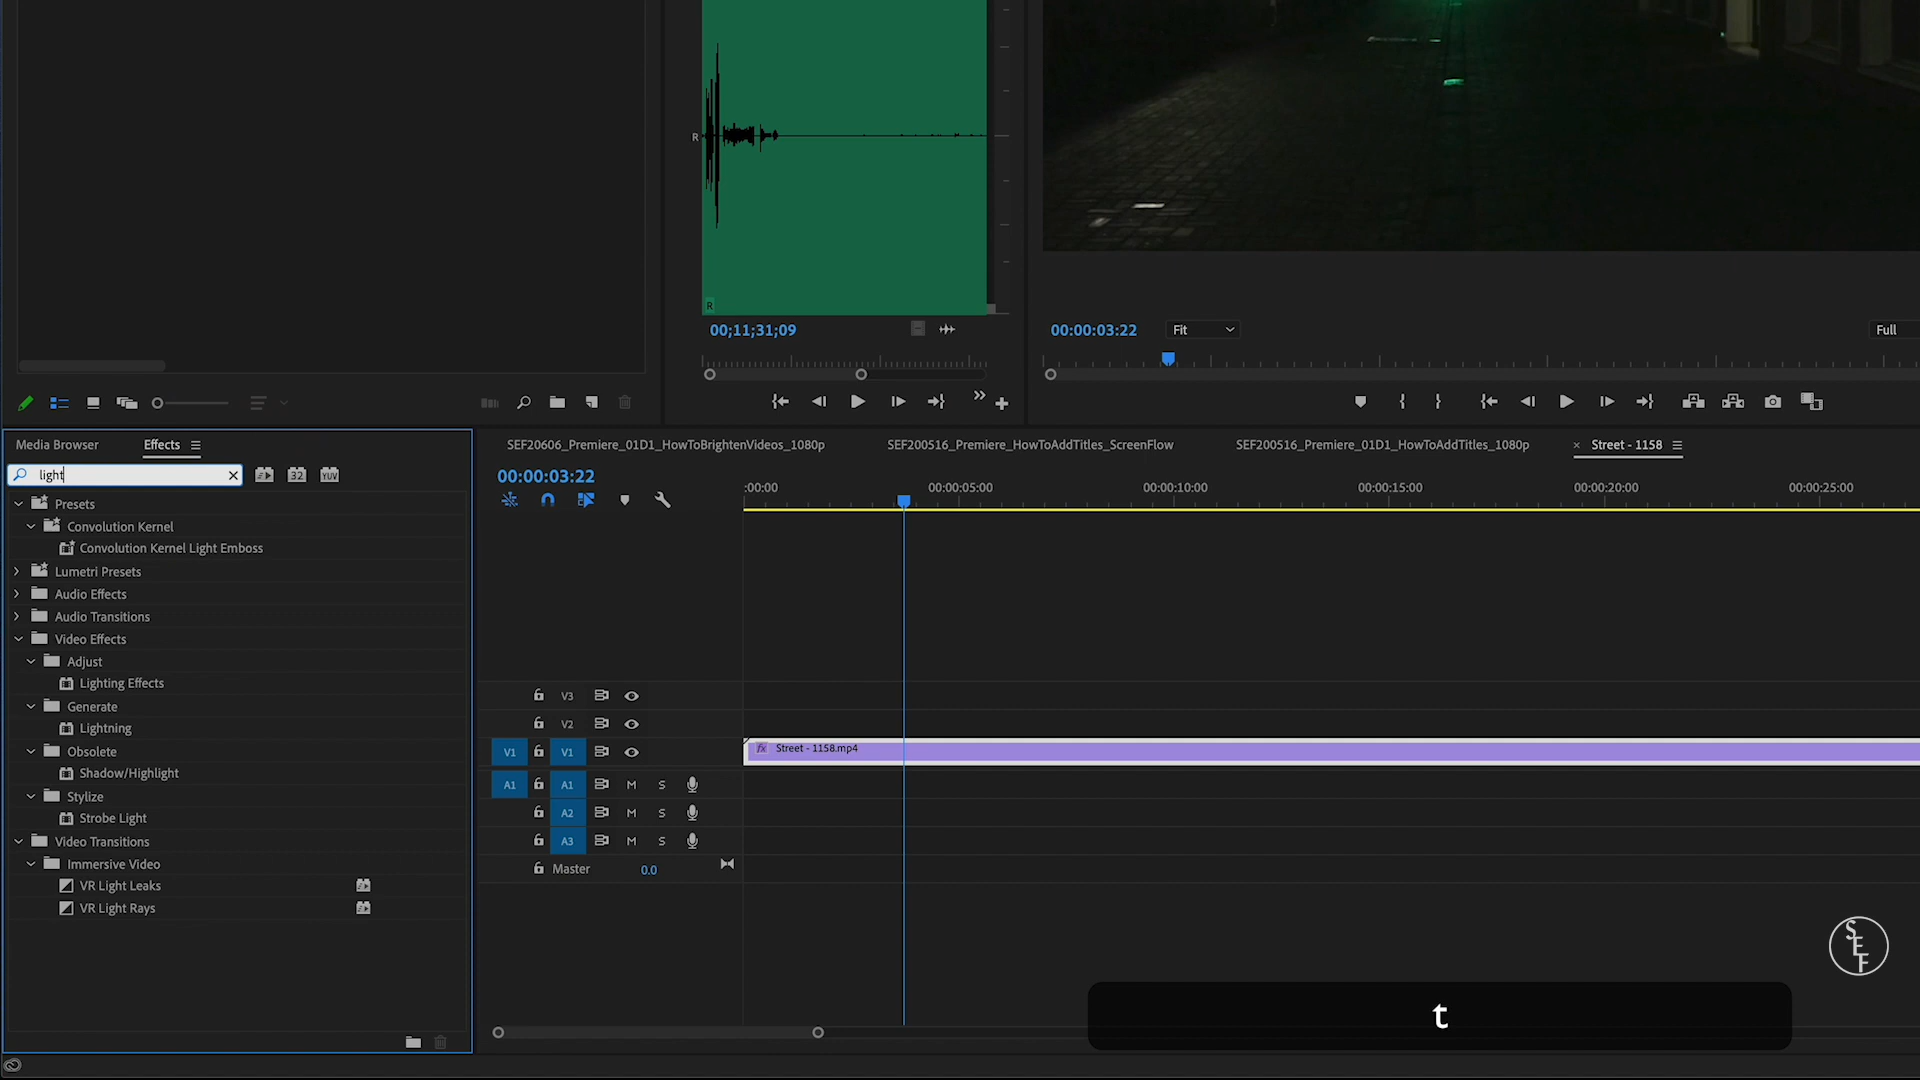 R
R
00;11;31;09
00:00:03:22
Fit
Full
Media Browser
Effects
light
32
YUV
Presets
Convolution Kernel
Convolution Kernel Light Emboss
Lumetri Presets
Audio Effects
Audio Transitions
Video Effects
Adjust
Lighting Effects
Generate
Lightning
Obsolete
Shadow/Highlight
Stylize
Strobe Light
Video Transitions
Immersive Video
VR Light Leaks
VR Light Rays
SEF20606_Premiere_01D1_HowToBrightenVideos_1080p
SEF200516_Premiere_HowToAddTitles_ScreenFlow
SEF200516_Premiere_01D1_HowToAddTitles_1080p
× Street - 1158
00:00:03:22
:00:00
00:00:05:00
00:00:10:00
00:00:15:00
00:00:20:00
00:00:25:00
V3
V2
V1 V1
fx Street - 1158.mp4
A1 A1 M S
A2 M S
A3 M S
Master 0.0
SEF
t